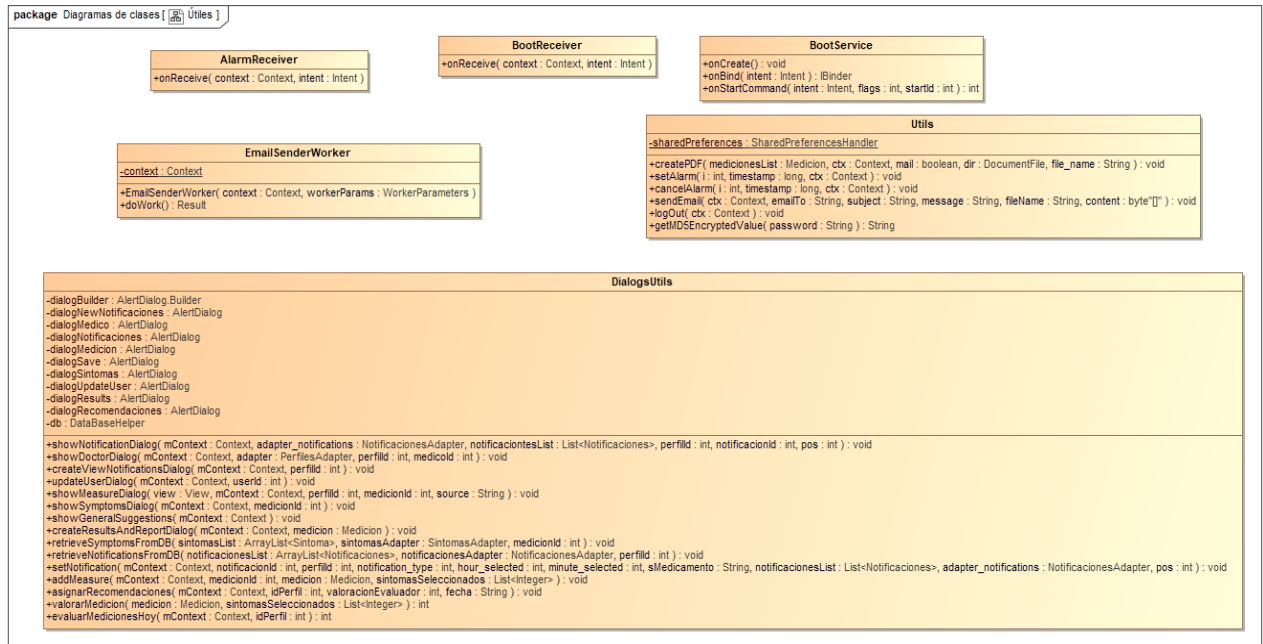 package Diagramas de clases [ Útiles ]
AlarmReceiver
+onReceive( context : Context, intent : Intent )
BootReceiver
+onReceive( context : Context, intent : Intent )
BootService
+onCreate() : void
+onBind( intent : Intent ) : IBinder
+onStartCommand( intent : Intent, flags : int, startId : int ) : int
EmailSenderWorker
-context : Context
+EmailSenderWorker( context : Context, workerParams : WorkerParameters )
+doWork() : Result
Utils
-sharedPreferences : SharedPreferencesHandler
+createPDF( medicionesList : Medicion, ctx : Context, mail : boolean, dir : DocumentFile, file_name : String ) : void
+setAlarm( i : int, timestamp : long, ctx : Context ) : void
+cancelAlarm( i : int, timestamp : long, ctx : Context ) : void
+sendEmail( ctx : Context, emailTo : String, subject : String, message : String, fileName : String, content : byte"[]" ) : void
+logOut( ctx : Context ) : void
+getMD5EncryptedValue( password : String ) : String
DialogsUtils
-dialogBuilder : AlertDialog.Builder
-dialogNewNotificaciones : AlertDialog
-dialogMedico : AlertDialog
-dialogNotificaciones : AlertDialog
-dialogMedicion : AlertDialog
-dialogSave : AlertDialog
-dialogSintomas : AlertDialog
-dialogUpdateUser : AlertDialog
-dialogResults : AlertDialog
-dialogRecomendaciones : AlertDialog
-db : DataBaseHelper
+showNotificationDialog( mContext : Context, adapter_notifications : NotificacionesAdapter, notificaciontesList : List<Notificaciones>, perfilId : int, notificacionId : int, pos : int ) : void
+showDoctorDialog( mContext : Context, adapter : PerfilesAdapter, perfilId : int, medicoId : int ) : void
+createViewNotificationsDialog( mContext : Context, perfilId : int ) : void
+updateUserDialog( mContext : Context, userId : int ) : void
+showMeasureDialog( view : View, mContext : Context, perfilId : int, medicionId : int, source : String ) : void
+showSymptomsDialog( mContext : Context, medicionId : int ) : void
+showGeneralSuggestions( mContext : Context ) : void
+createResultsAndReportDialog( mContext : Context, medicion : Medicion ) : void
+retrieveSymptomsFromDB( sintomasList : ArrayList<Sintoma>, sintomasAdapter : SintomasAdapter, medicionId : int ) : void
+retrieveNotificationsFromDB( notificacionesList : ArrayList<Notificaciones>, notificacionesAdapter : NotificacionesAdapter, perfilId : int ) : void
+setNotification( mContext : Context, notificacionId : int, perfilId : int, notification_type : int, hour_selected : int, minute_selected : int, sMedicamento : String, notificacionesList : List<Notificaciones>, adapter_notifications : NotificacionesAdapter, pos : int ) : void
+addMeasure( mContext : Context, medicionId : int, medicion : Medicion, sintomasSeleccionados : List<Integer> ) : void
+asignarRecomendaciones( mContext : Context, idPerfil : int, valoracionEvaluador : int, fecha : String ) : void
+valorarMedicion( medicion : Medicion, sintomasSeleccionados : List<Integer> ) : int
+evaluarMedicionesHoy( mContext : Context, idPerfil : int ) : int